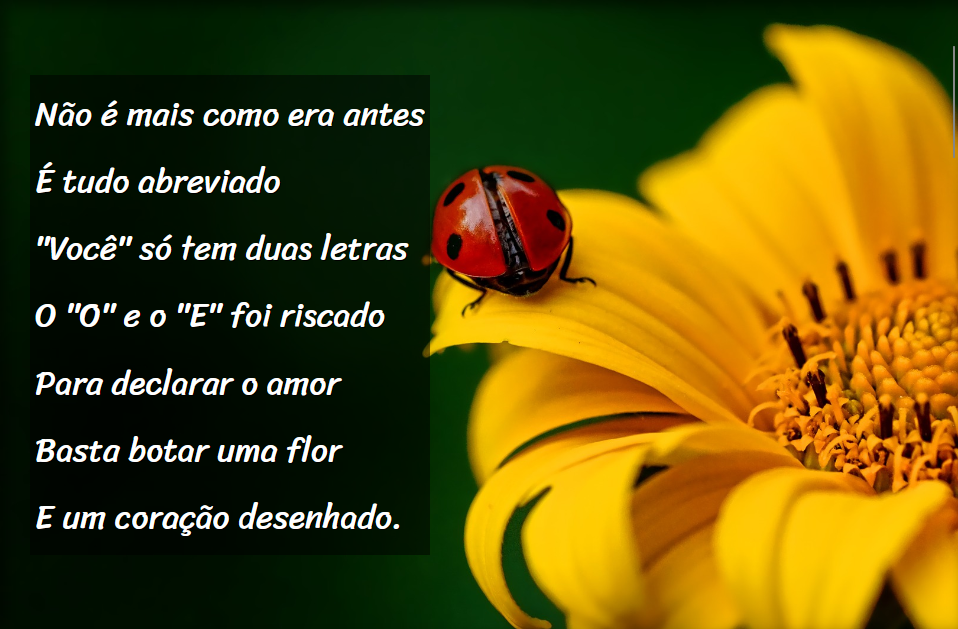 Não é mais como era antes
É tudo abreviado
"Você" só tem duas letras
O "O" e o "E" foi riscado
Para declarar o amor
Basta botar uma flor
E um coração desenhado.